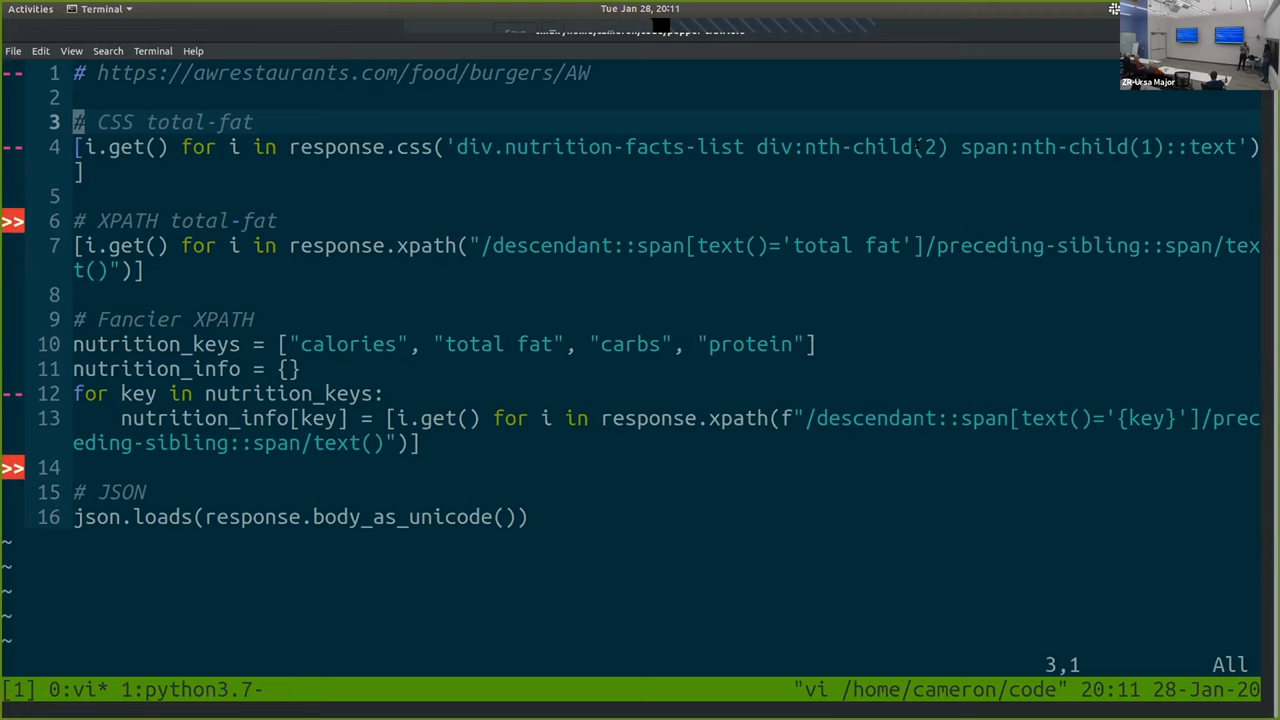 Activities Terminal Tue Jan 28, 20:11
File Edit View Search Terminal Help
ZR-Ursa Major
-- 1 # https://awrestaurants.com/food/burgers/AW
2
3 # CSS total-fat
-- 4 [i.get() for i in response.css('div.nutrition-facts-list div:nth-child(2) span:nth-child(1)::text')
]
5
>> 6 # XPATH total-fat
7 [i.get() for i in response.xpath("/descendant::span[text()='total fat']/preceding-sibling::span/tex
t()")]
8
9 # Fancier XPATH
10 nutrition_keys = ["calories", "total fat", "carbs", "protein"]
11 nutrition_info = {}
-- 12 for key in nutrition_keys:
13 nutrition_info[key] = [i.get() for i in response.xpath(f"/descendant::span[text()='{key}']/prec
eding-sibling::span/text()")]
>> 14
15 # JSON
16 json.loads(response.body_as_unicode())
~
~
~
~
~
3,1 All
[1] 0:vi* 1:python3.7- "vi /home/cameron/code" 20:11 28-Jan-20